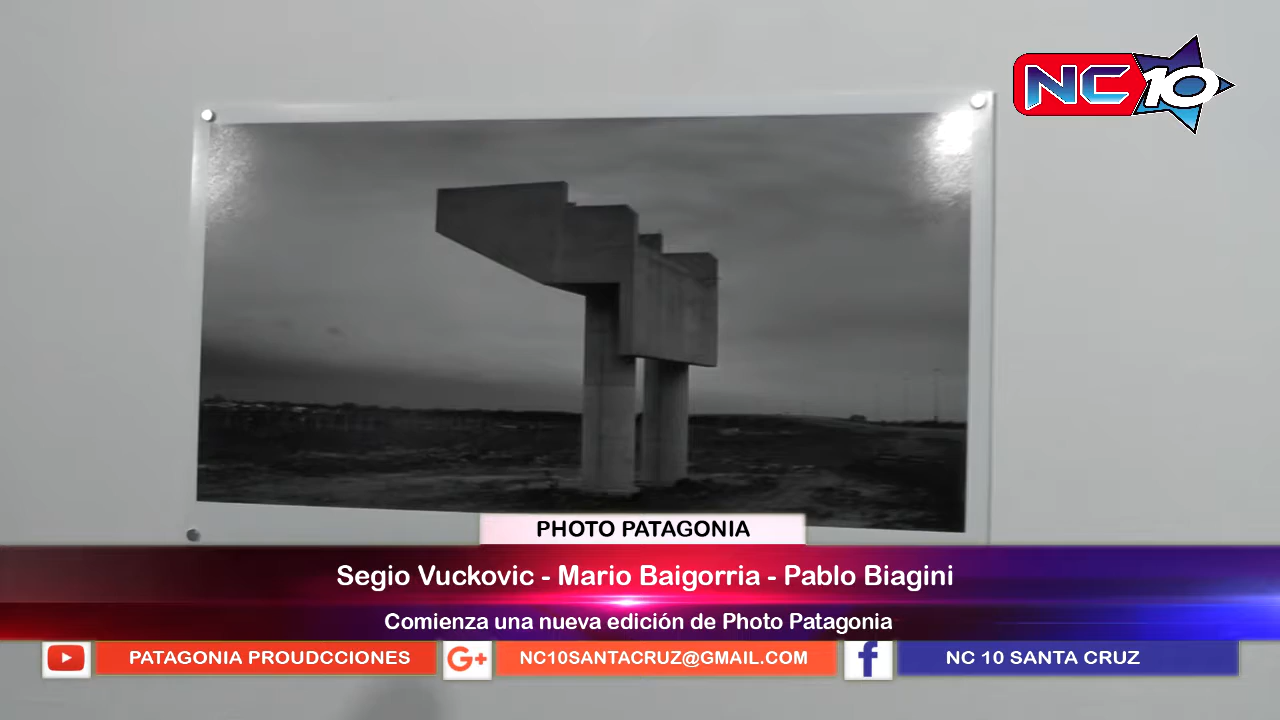 NC10
PHOTO PATAGONIA
Segio Vuckovic - Mario Baigorria - Pablo Biagini
Comienza una nueva edición de Photo Patagonia
PATAGONIA PROUDCCIONES
G+
NC10SANTACRUZ@GMAIL.COM
f
NC 10 SANTA CRUZ